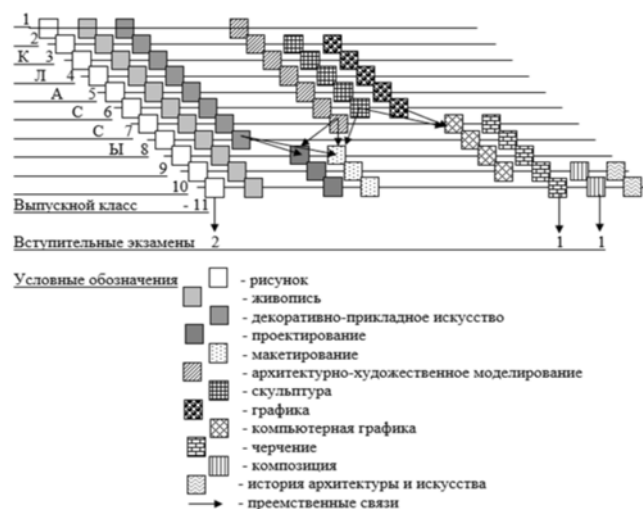 1
2
К 3
Л 4
А 5
С 6
С 7
Ы 8
9
10
Выпускной класс - 11
Вступительные экзамены 2 1 1
Условные обозначения - рисунок
- живопись
- декоративно-прикладное искусство
- проектирование
- макетирование
- архитектурно-художественное моделирование
- скульптура
- графика
- компьютерная графика
- черчение
- композиция
- история архитектуры и искусства
- преемственные связи